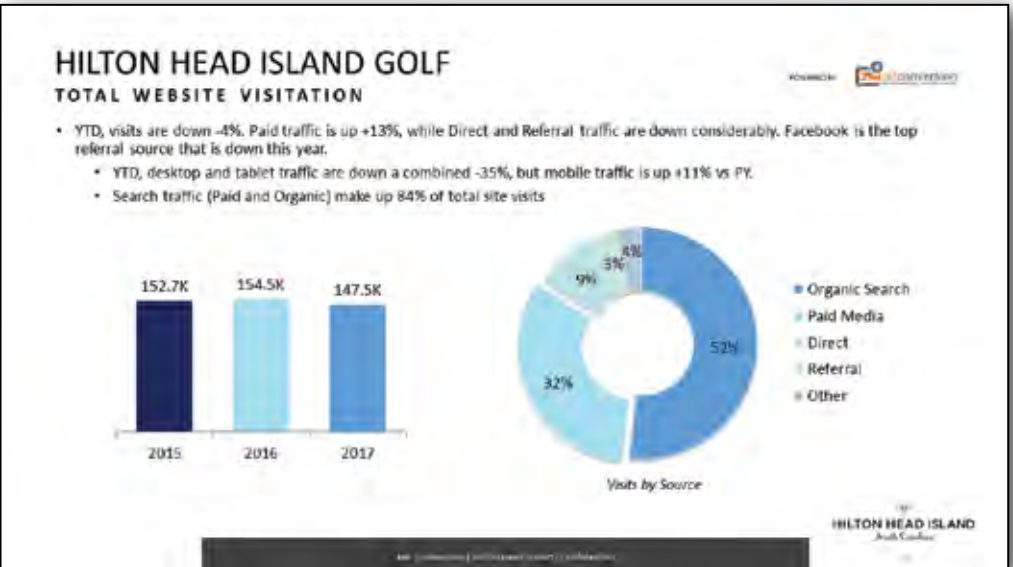 HILTON HEAD ISLAND GOLF
TOTAL WEBSITE VISITATION
POWERED BY
• YTD, visits are down -4%. Paid traffic is up +13%, while Direct and Referral traffic are down considerably. Facebook is the top
referral source that is down this year.
• YTD, desktop and tablet traffic are down a combined -35%, but mobile traffic is up +11% vs PY.
• Search traffic (Paid and Organic) make up 84% of total site visits
152.7K
154.5K
147.5K
2015
2016
2017
4%
3%
9%
52%
32%
Organic Search
Paid Media
Direct
Referral
Other
Visits by Source
HILTON HEAD ISLAND
South Carolina